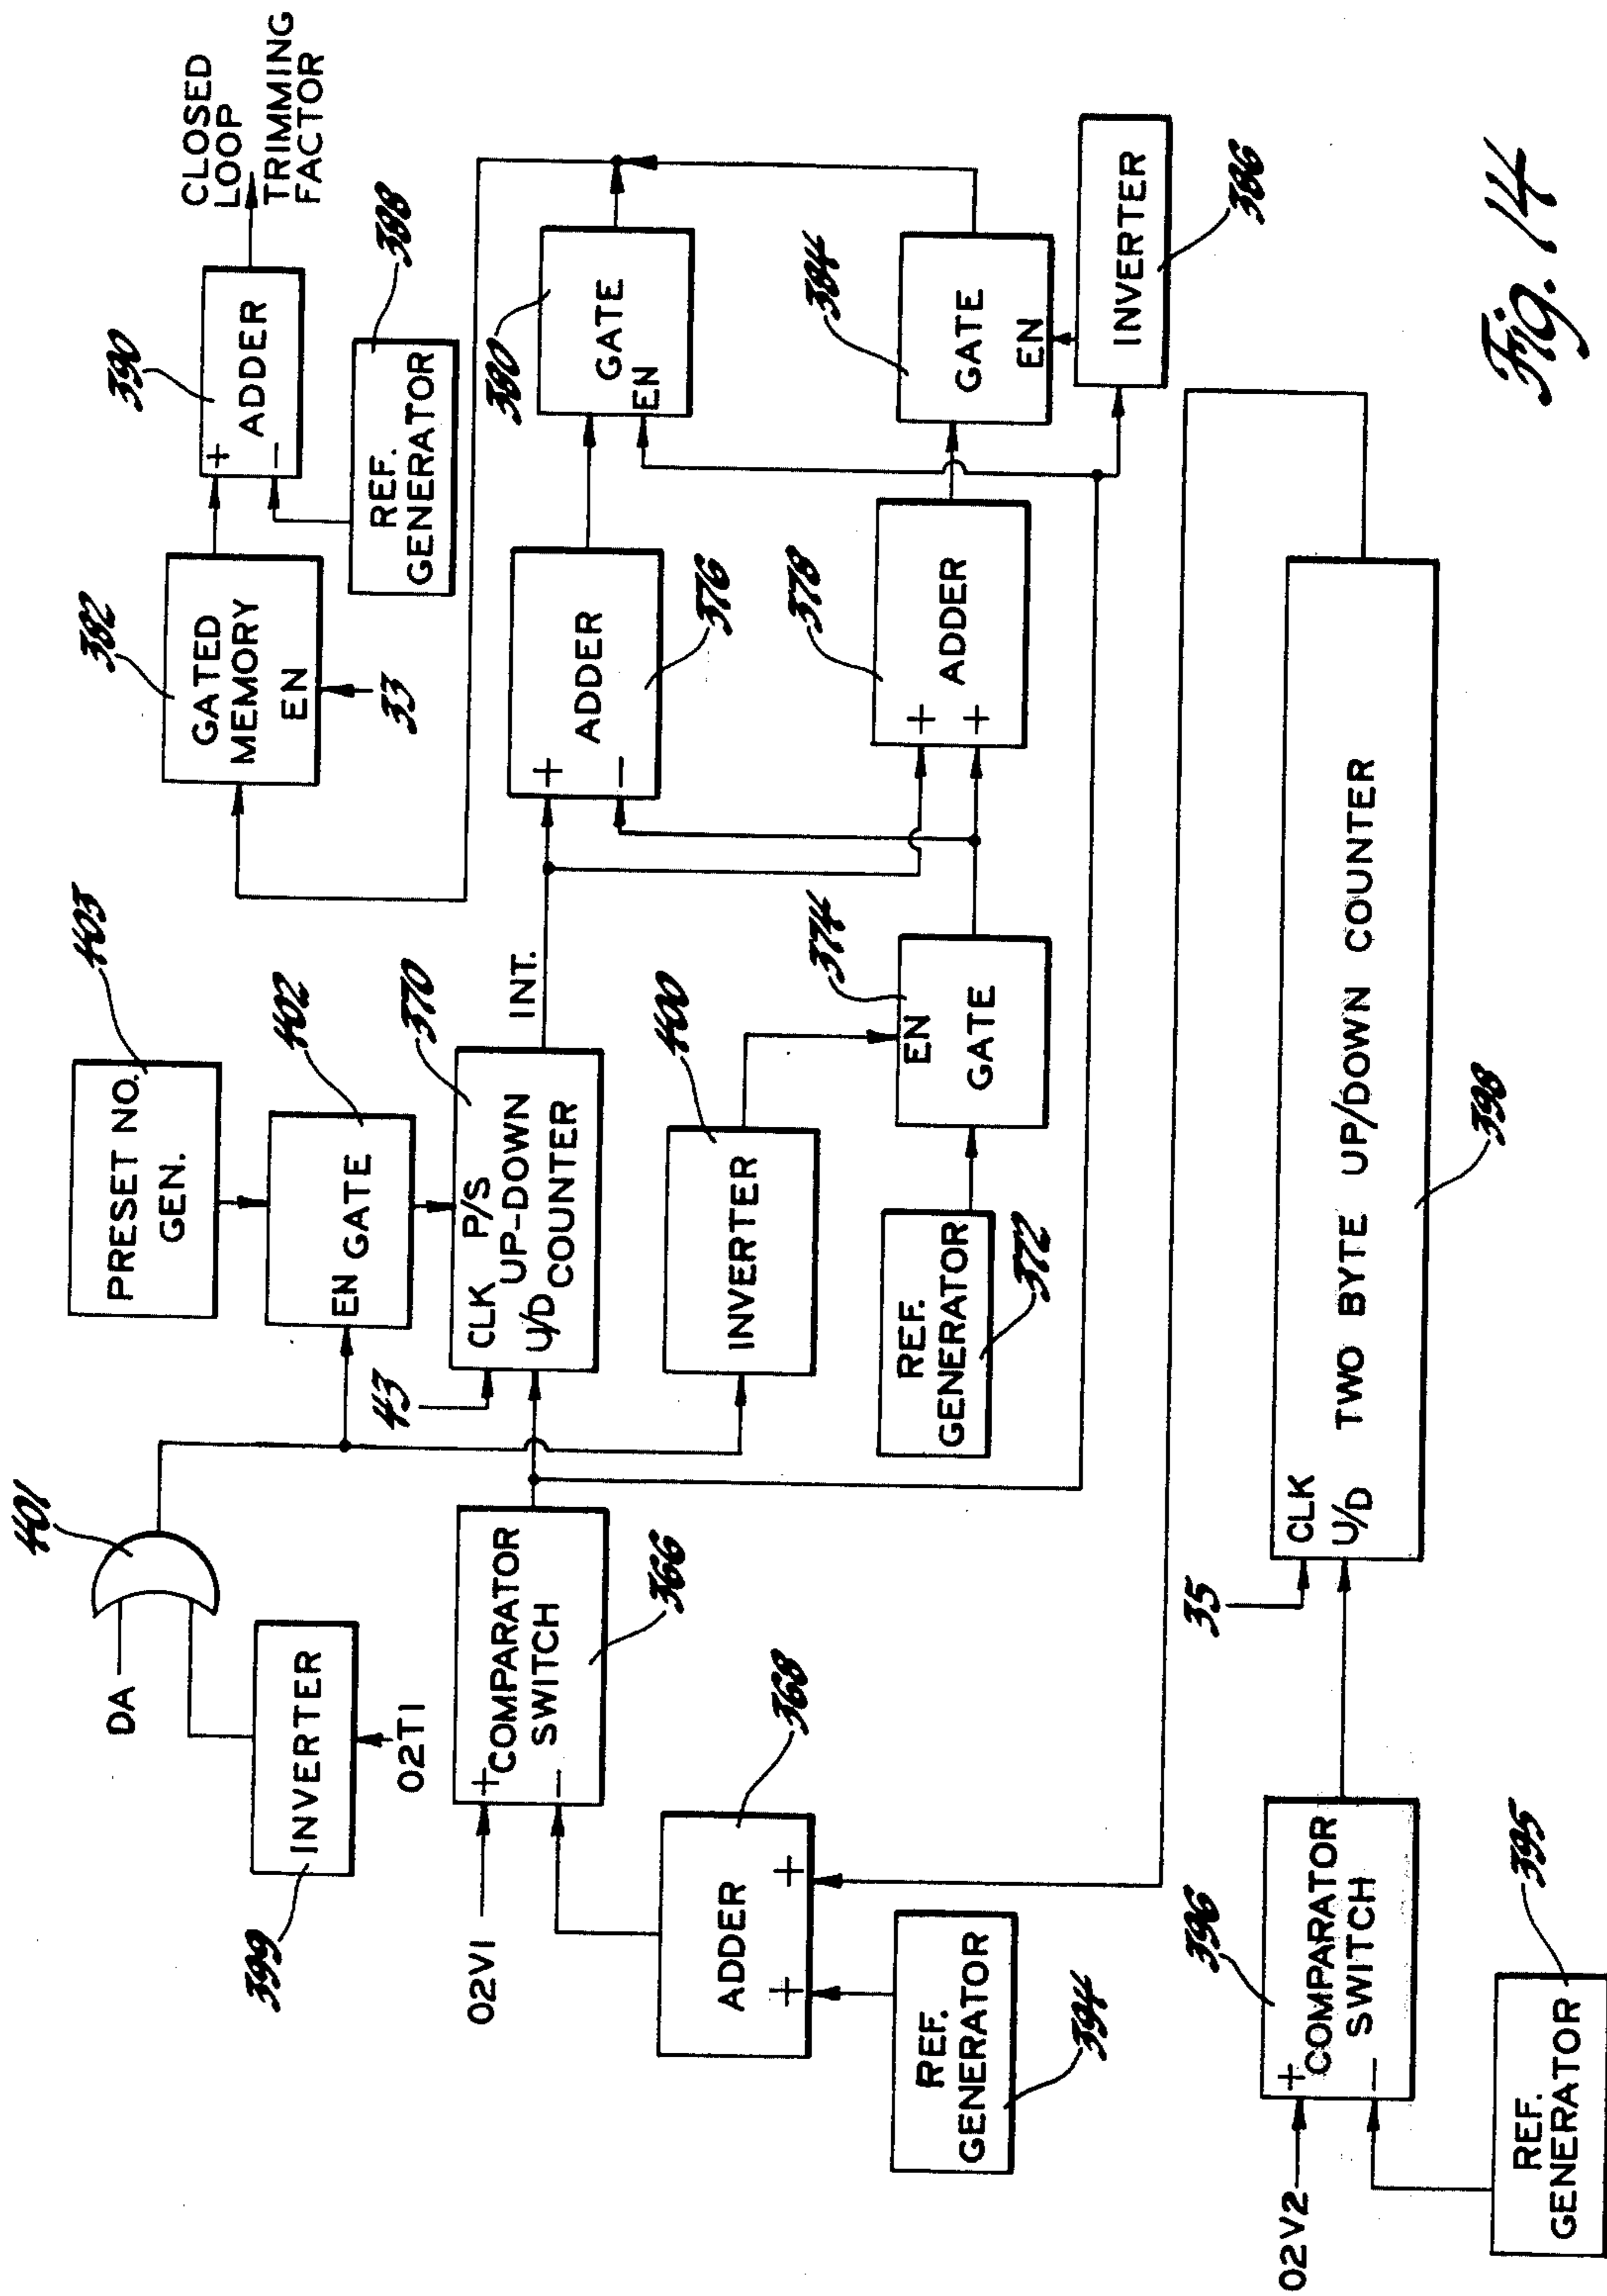 CLOSED
LOOP
TRIMMING
FACTOR
390
ADDER
+
−
388
REF.
GENERATOR
382
GATED
MEMORY
EN
33
380
GATE
EN
384
GATE
EN
INVERTER
386
+
−
ADDER
376
378
+
+
ADDER
403
PRESET NO.
GEN.
402
EN GATE
370
CLK P/S
UP-DOWN
U/D COUNTER
INT.
43
400
INVERTER
374
EN
GATE
REF.
GENERATOR
372
401
DA
INVERTER
399
O2T1
+
COMPARATOR
SWITCH
−
366
O2V1
368
ADDER
+
+
REF.
GENERATOR
394
35
CLK
U/D
TWO BYTE UP/DOWN COUNTER
398
396
+
COMPARATOR
SWITCH
−
O2V2
REF.
GENERATOR
395
Fig. 14